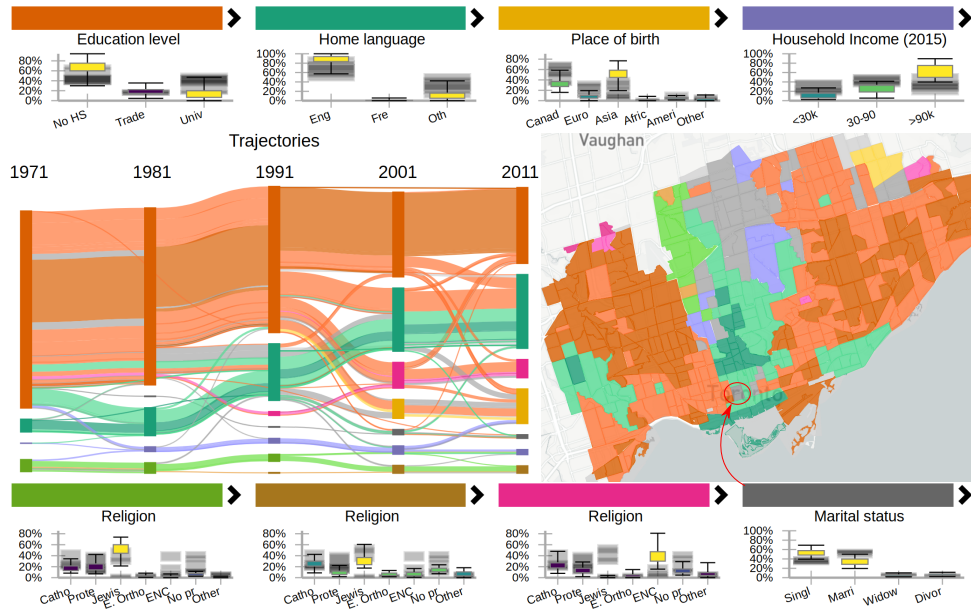 Education level
80%
60%
40%
20%
0%
No HS
Trade
Univ
Home language
100%
80%
60%
40%
20%
0%
Eng
Fre
Oth
Place of birth
80%
60%
40%
20%
0%
Canad
Euro
Asia
Afric
Ameri
Other
Household Income (2015)
100%
80%
60%
40%
20%
0%
<30k
30-90
>90k
Trajectories
1971
1981
1991
2001
2011
Vaughan
Religion
80%
60%
40%
20%
0%
Catho
Prote
Jewis
E. Ortho
ENC
No pr
Other
Religion
80%
60%
40%
20%
0%
Catho
Prote
Jewis
E. Ortho
ENC
No pr
Other
Religion
80%
60%
40%
20%
0%
Catho
Prote
Jewis
E. Ortho
ENC
No pr
Other
Marital status
100%
80%
60%
40%
20%
0%
Singl
Mari
Widow
Divor